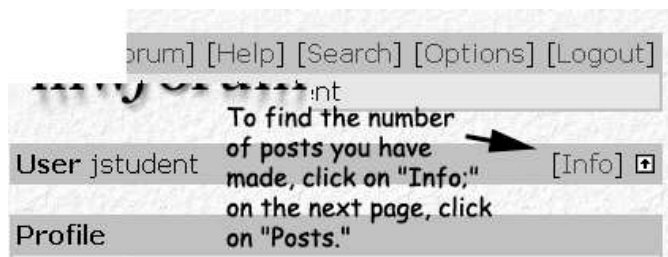 orum] [Help] [Search] [Options] [Logout]
nt
To find the number
of posts you have
made, click on "Info;"
on the next page, click
on "Posts."
User jstudent [Info]
Profile